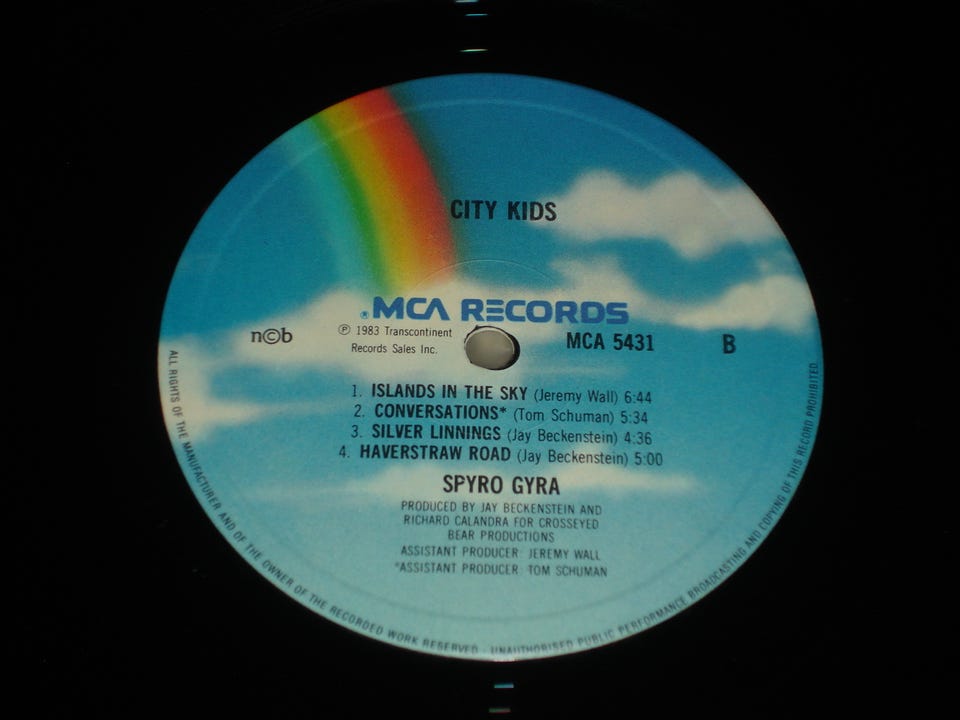 CITY KIDS
® MCA RECORDS
n©b
℗ 1983 Transcontinent
Records Sales Inc.
MCA 5431
B
1. ISLANDS IN THE SKY (Jeremy Wall) 6:44
2. CONVERSATIONS* (Tom Schuman) 5:34
3. SILVER LINNINGS (Jay Beckenstein) 4:36
4. HAVERSTRAW ROAD (Jay Beckenstein) 5:00
SPYRO GYRA
PRODUCED BY JAY BECKENSTEIN AND
RICHARD CALANDRA FOR CROSSEYED
BEAR PRODUCTIONS
ASSISTANT PRODUCER: JEREMY WALL
*ASSISTANT PRODUCER: TOM SCHUMAN
ALL RIGHTS OF THE MANUFACTURER AND OF THE OWNER OF THE RECORDED WORK RESERVED - UNAUTHORISED PUBLIC PERFORMANCE BROADCASTING AND COPYING OF THIS RECORD PROHIBITED